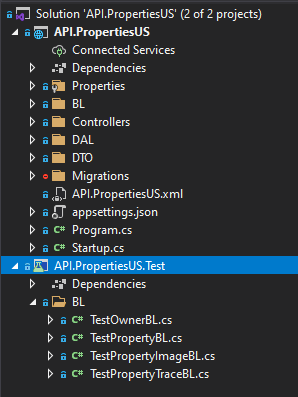 Solution 'API.PropertiesUS' (2 of 2 projects)
API.PropertiesUS
Connected Services
Dependencies
Properties
BL
Controllers
DAL
DTO
Migrations
API.PropertiesUS.xml
appsettings.json
C# Program.cs
C# Startup.cs
API.PropertiesUS.Test
Dependencies
BL
C# TestOwnerBL.cs
C# TestPropertyBL.cs
C# TestPropertyImageBL.cs
C# TestPropertyTraceBL.cs